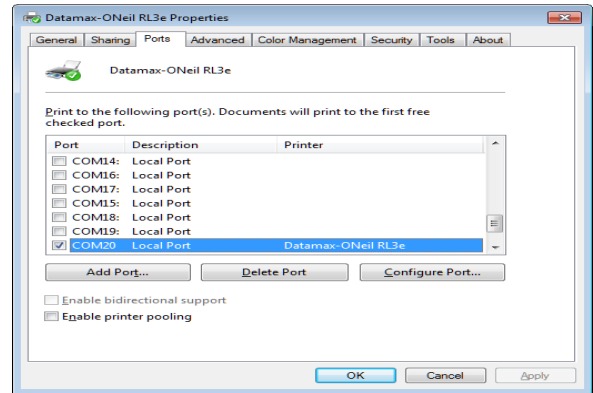 Datamax-ONeil RL3e Properties
General Sharing Ports Advanced Color Management Security Tools About
Datamax-ONeil RL3e
Print to the following port(s). Documents will print to the first free
checked port.
Port Description Printer
COM14: Local Port
COM16: Local Port
COM17: Local Port
COM15: Local Port
COM18: Local Port
COM19: Local Port
COM20 Local Port Datamax-ONeil RL3e
Add Port... Delete Port Configure Port...
Enable bidirectional support
Enable printer pooling
OK Cancel Apply